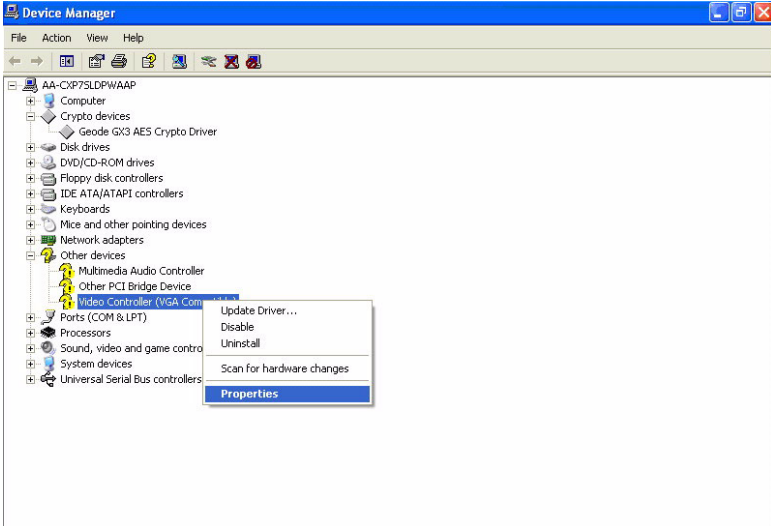 Device Manager
File Action View Help
AA-CXP7SLDPWAAP
Computer
Crypto devices
Geode GX3 AES Crypto Driver
Disk drives
DVD/CD-ROM drives
Floppy disk controllers
IDE ATA/ATAPI controllers
Keyboards
Mice and other pointing devices
Network adapters
Other devices
Multimedia Audio Controller
Other PCI Bridge Device
Video Controller (VGA Com
Ports (COM & LPT)
Processors
Sound, video and game contro
System devices
Universal Serial Bus controllers
Update Driver...
Disable
Uninstall
Scan for hardware changes
Properties